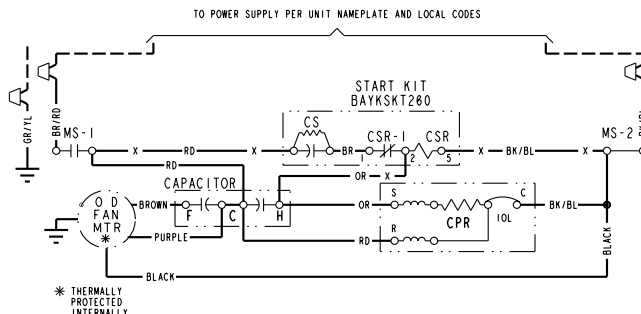 TO POWER SUPPLY PER UNIT NAMEPLATE AND LOCAL CODES
START KIT
BAYKSKT260
GR/YL
BR/RD
MS-1
CS
CSR-1
CSR
MS-2
X
RD
X
BR
1
2
5
X
BK/BL
X
RD
OR
X
CAPACITOR
O D
FAN
MTR
*
BROWN
F
C
H
OR
S
CPR
IOL
C
BK/BL
PURPLE
RD
R
BLACK
BLACK
* THERMALLY
PROTECTED
INTERNALLY